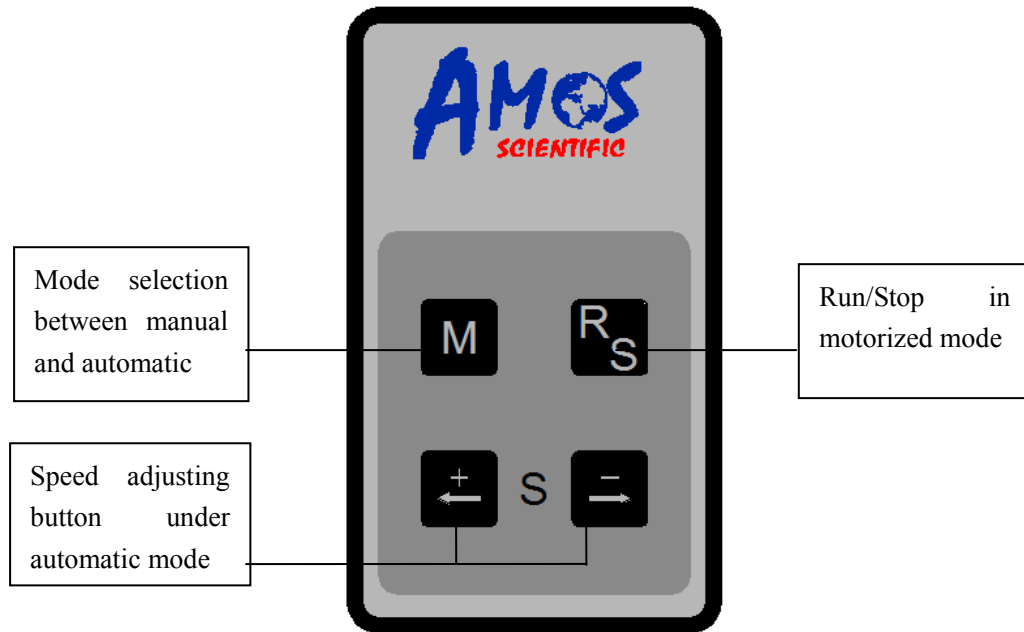 AMOS
SCIENTIFIC
Mode selection
between manual
and automatic
M
R
S
Run/Stop in
motorized mode
Speed adjusting
button under
automatic mode
+
S
−